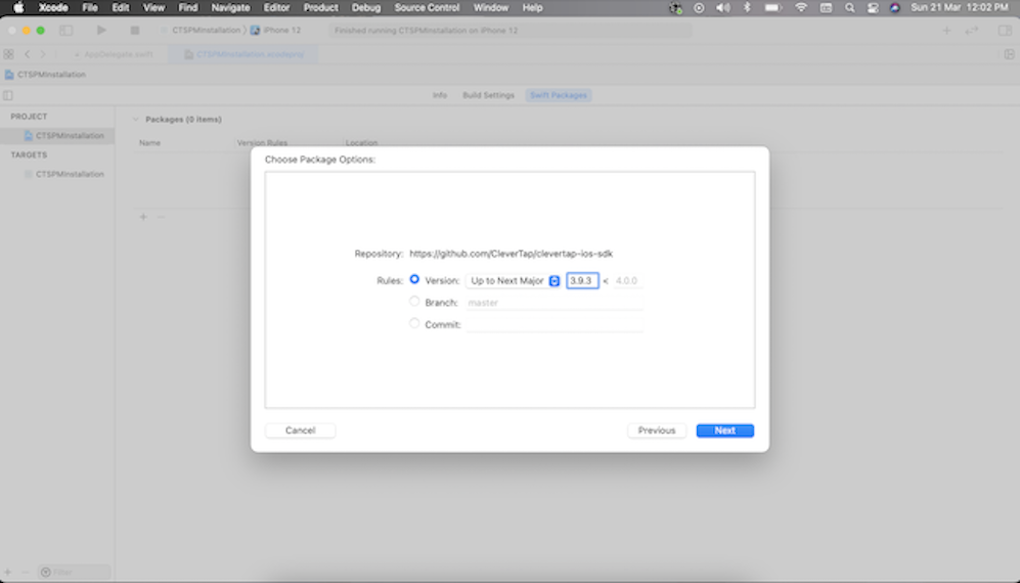 Xcode File Edit View Find Navigate Editor Product Debug Source Control Window Help Sun 21 Mar 12:02 PM
CTSPMInstallation iPhone 12 Finished running CTSPMInstallation on iPhone 12
AppDelegate.swift CTSPMInstallation.xcodeproj
CTSPMInstallation
Info Build Settings Swift Packages
PROJECT
CTSPMInstallation
TARGETS
CTSPMInstallation
Packages (0 items)
Name Version Rules Location
Choose Package Options:
Repository: https://github.com/CleverTap/clevertap-ios-sdk
Rules: Version: Up to Next Major 3.9.3 < 4.0.0
Branch: master
Commit:
Cancel Previous Next
Filter